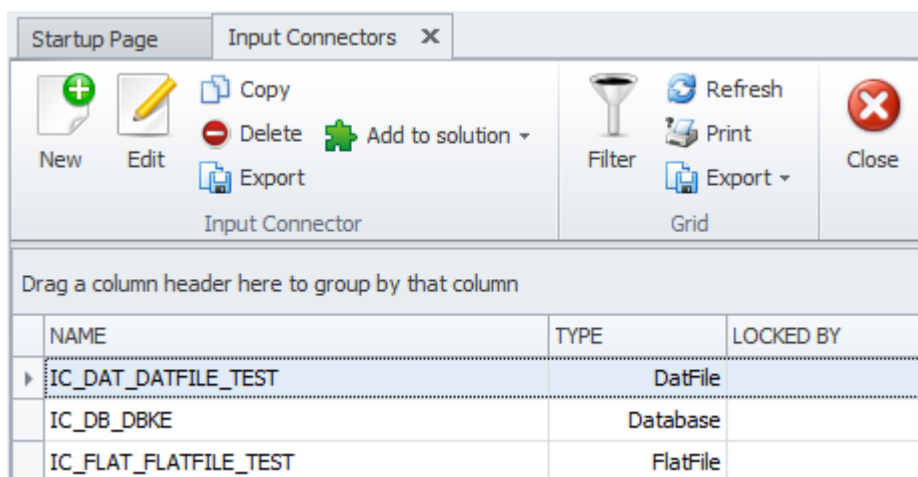 Startup Page Input Connectors
Copy Refresh
Delete Add to solution Print
New Edit Filter Close
Export Export
Input Connector Grid
Drag a column header here to group by that column
NAME TYPE LOCKED BY
IC_DAT_DATFILE_TEST DatFile
IC_DB_DBKE Database
IC_FLAT_FLATFILE_TEST FlatFile